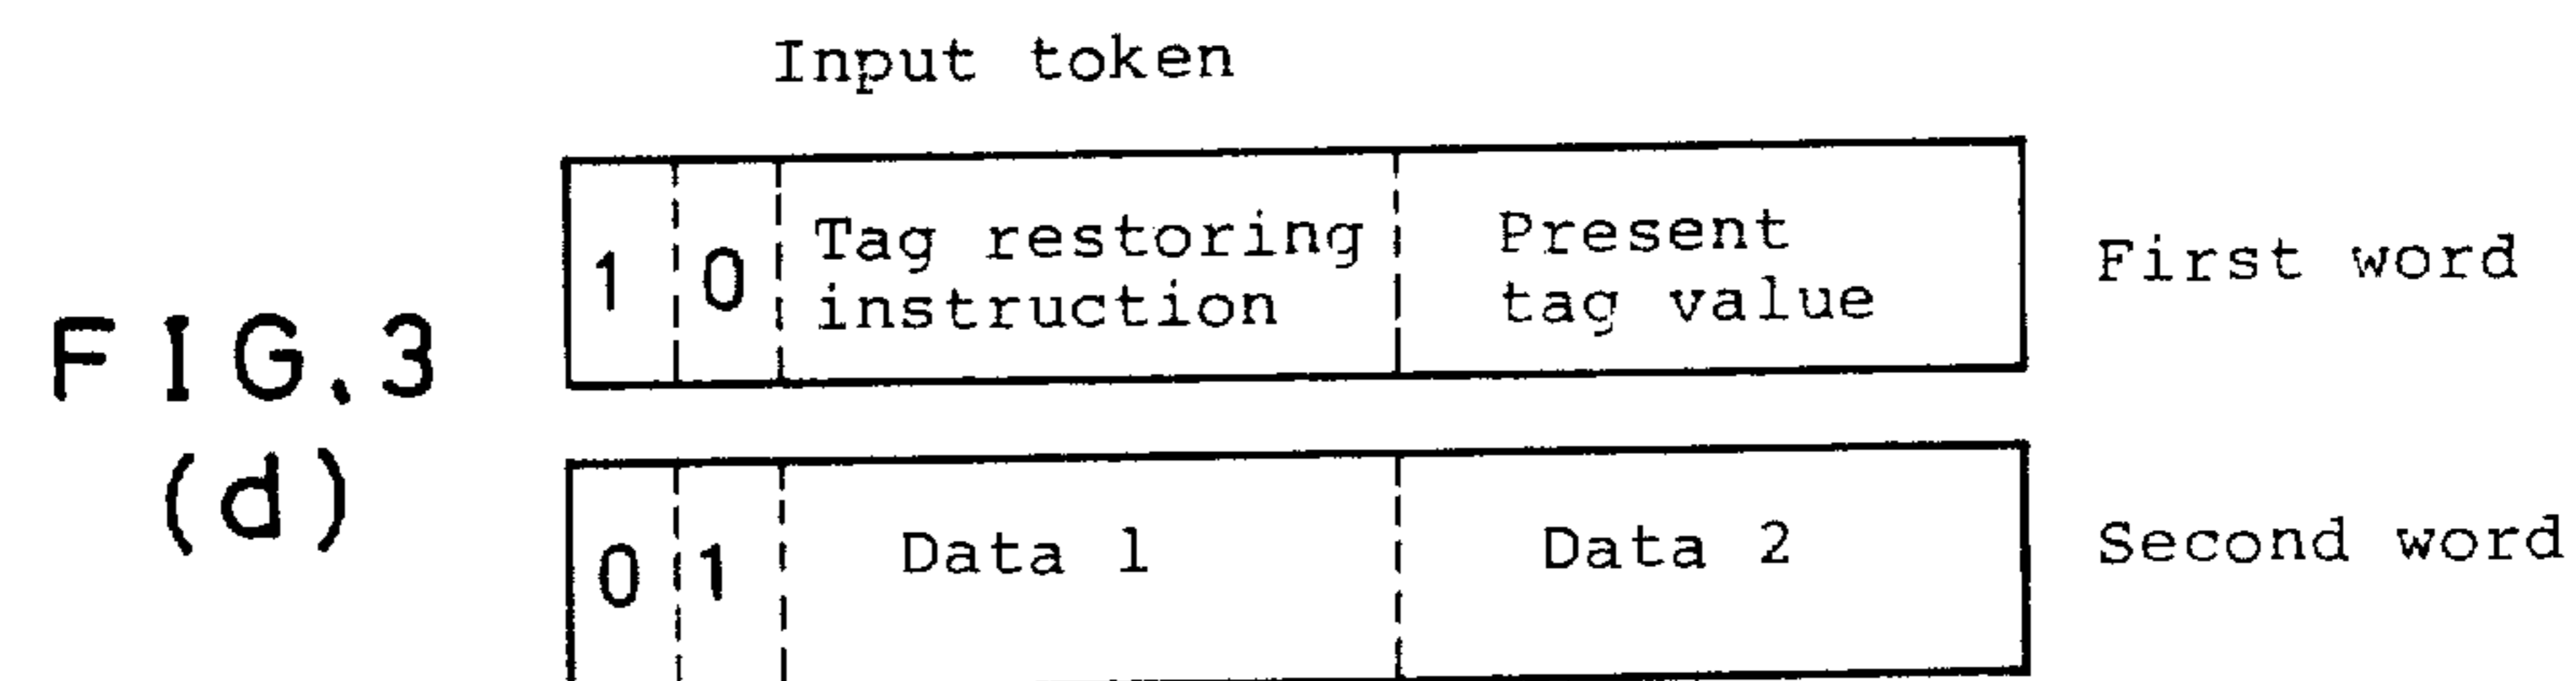 Input token
1 0 Tag restoring Present
instruction tag value
First word
FIG.3
(d)
0 1 Data 1 Data 2
Second word